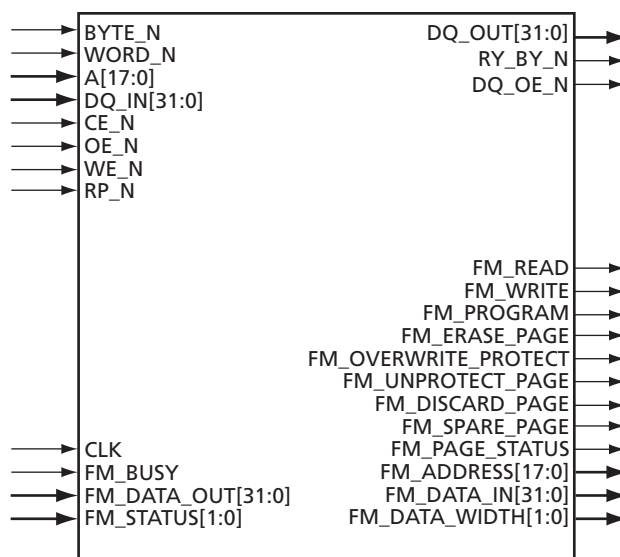 BYTE_N
WORD_N
A[17:0]
DQ_IN[31:0]
CE_N
OE_N
WE_N
RP_N
CLK
FM_BUSY
FM_DATA_OUT[31:0]
FM_STATUS[1:0]
DQ_OUT[31:0]
RY_BY_N
DQ_OE_N
FM_READ
FM_WRITE
FM_PROGRAM
FM_ERASE_PAGE
FM_OVERWRITE_PROTECT
FM_UNPROTECT_PAGE
FM_DISCARD_PAGE
FM_SPARE_PAGE
FM_PAGE_STATUS
FM_ADDRESS[17:0]
FM_DATA_IN[31:0]
FM_DATA_WIDTH[1:0]